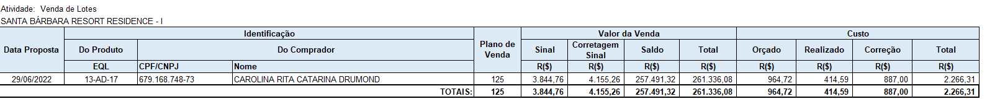 Atividade: Venda de Lotes
SANTA BÁRBARA RESORT RESIDENCE - I
Data Proposta Identificação Plano de Venda Valor da Venda Custo
Do Produto Do Comprador Sinal Corretagem Sinal Saldo Total Orçado Realizado Correção Total
EQL CPF/CNPJ Nome R($) R($) R($) R($) R($) R($) R($) R($)
29/06/2022 13-AD-17 679.168.748-73 CAROLINA RITA CATARINA DRUMOND 125 3.844,76 4.155,26 257.491,32 261.336,08 964,72 414,59 887,00 2.266,31
TOTAIS: 125 3.844,76 4.155,26 257.491,32 261.336,08 964,72 414,59 887,00 2.266,31